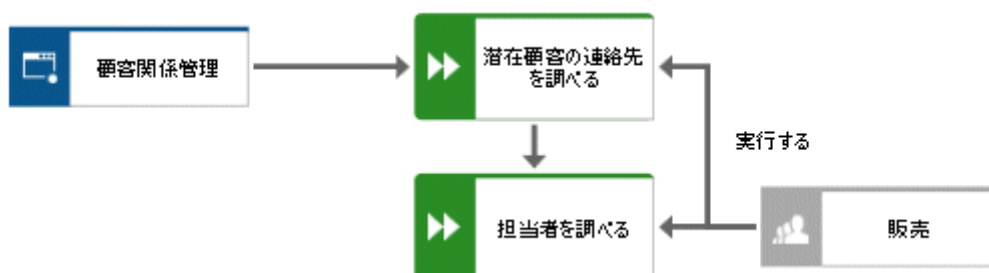 顧客関係管理
潜在顧客の連絡先
を調べる
実行する
担当者を調べる
販売